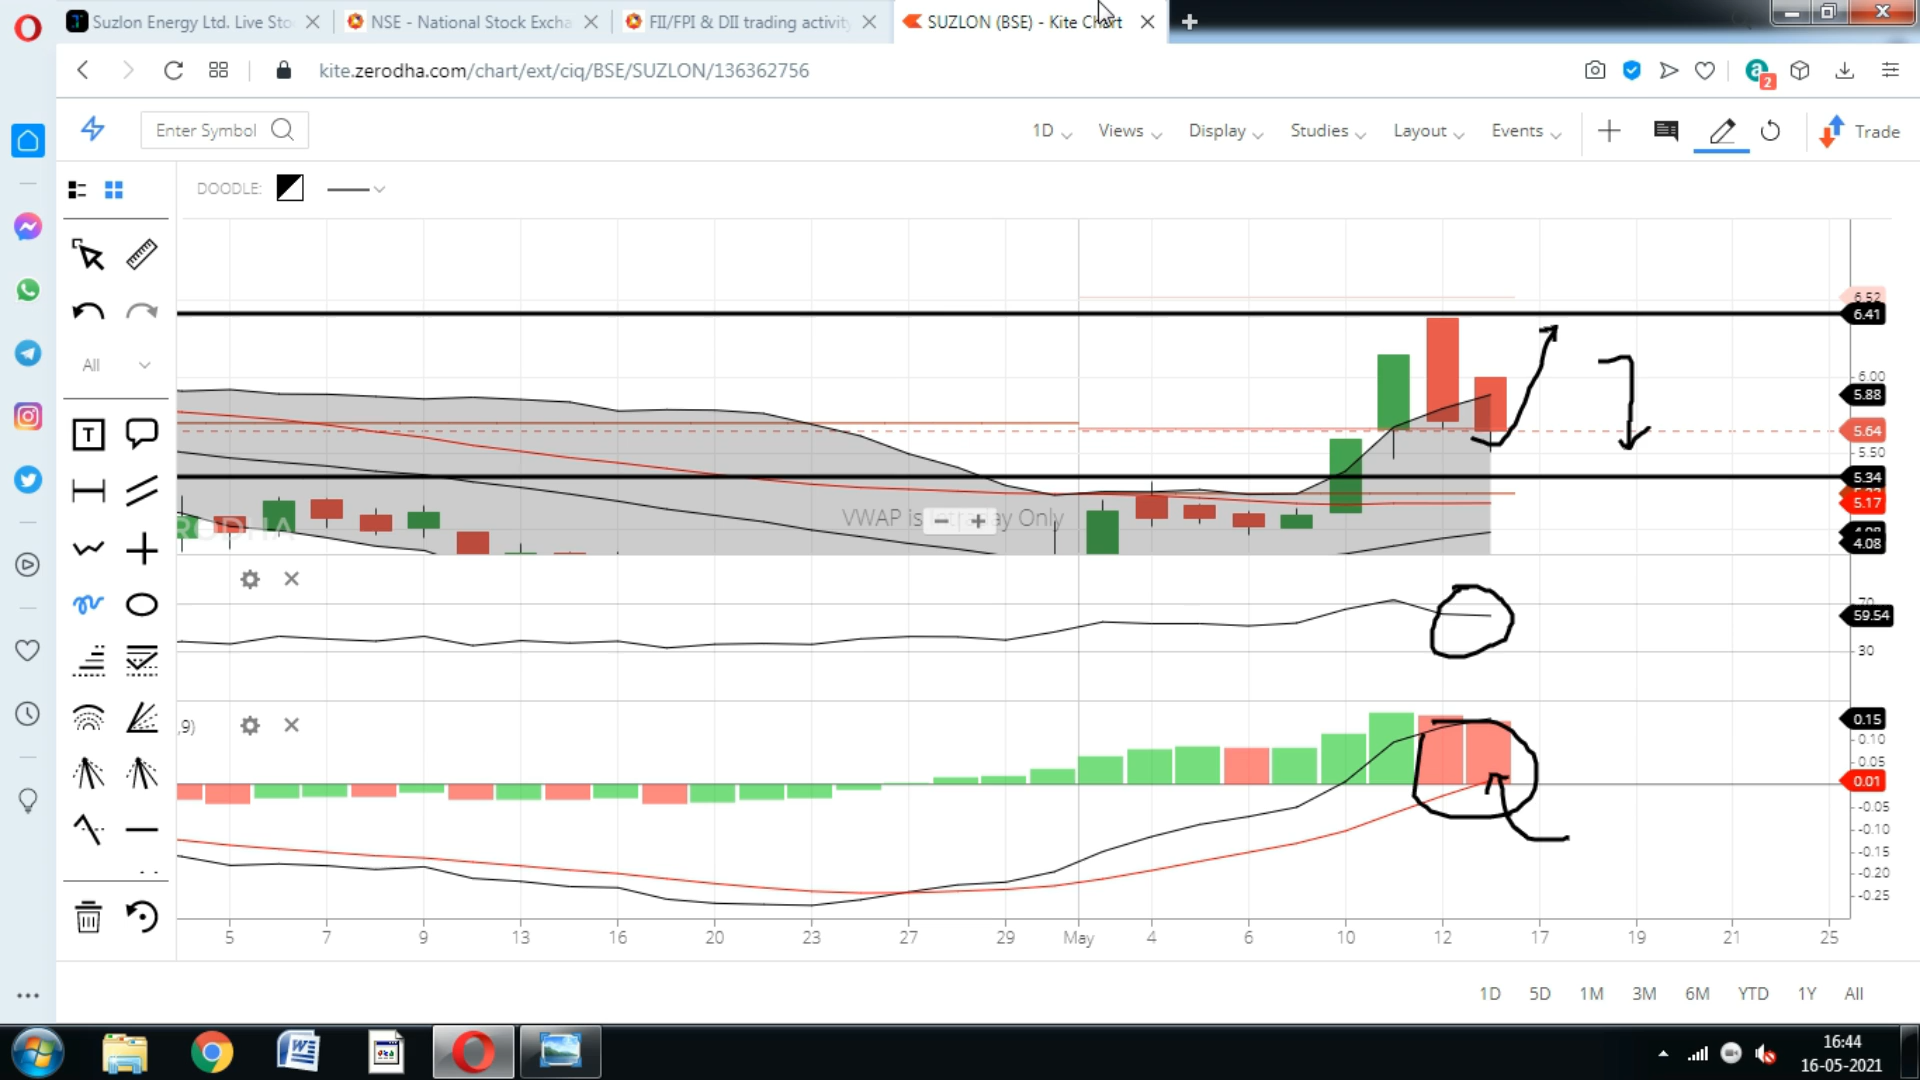 Suzlon Energy Ltd. Live Sto
NSE - National Stock Excha
FII/FPI & DII trading activity
SUZLON (BSE) - Kite Chart
kite.zerodha.com/chart/ext/ciq/BSE/SUZLON/136362756
2
Enter Symbol
1D
Views
Display
Studies
Layout
Events
Trade
DOODLE:
All
T
6.52
6.41
6.00
5.88
5.64
5.50
5.34
5.17
4.08
VWAP is Intraday Only
70
59.54
30
,9)
0.15
0.10
0.05
0.01
-0.05
-0.10
-0.15
-0.20
-0.25
5
7
9
13
16
20
23
27
29
May
4
6
10
12
17
19
21
25
1D
5D
1M
3M
6M
YTD
1Y
All
16:44
16-05-2021